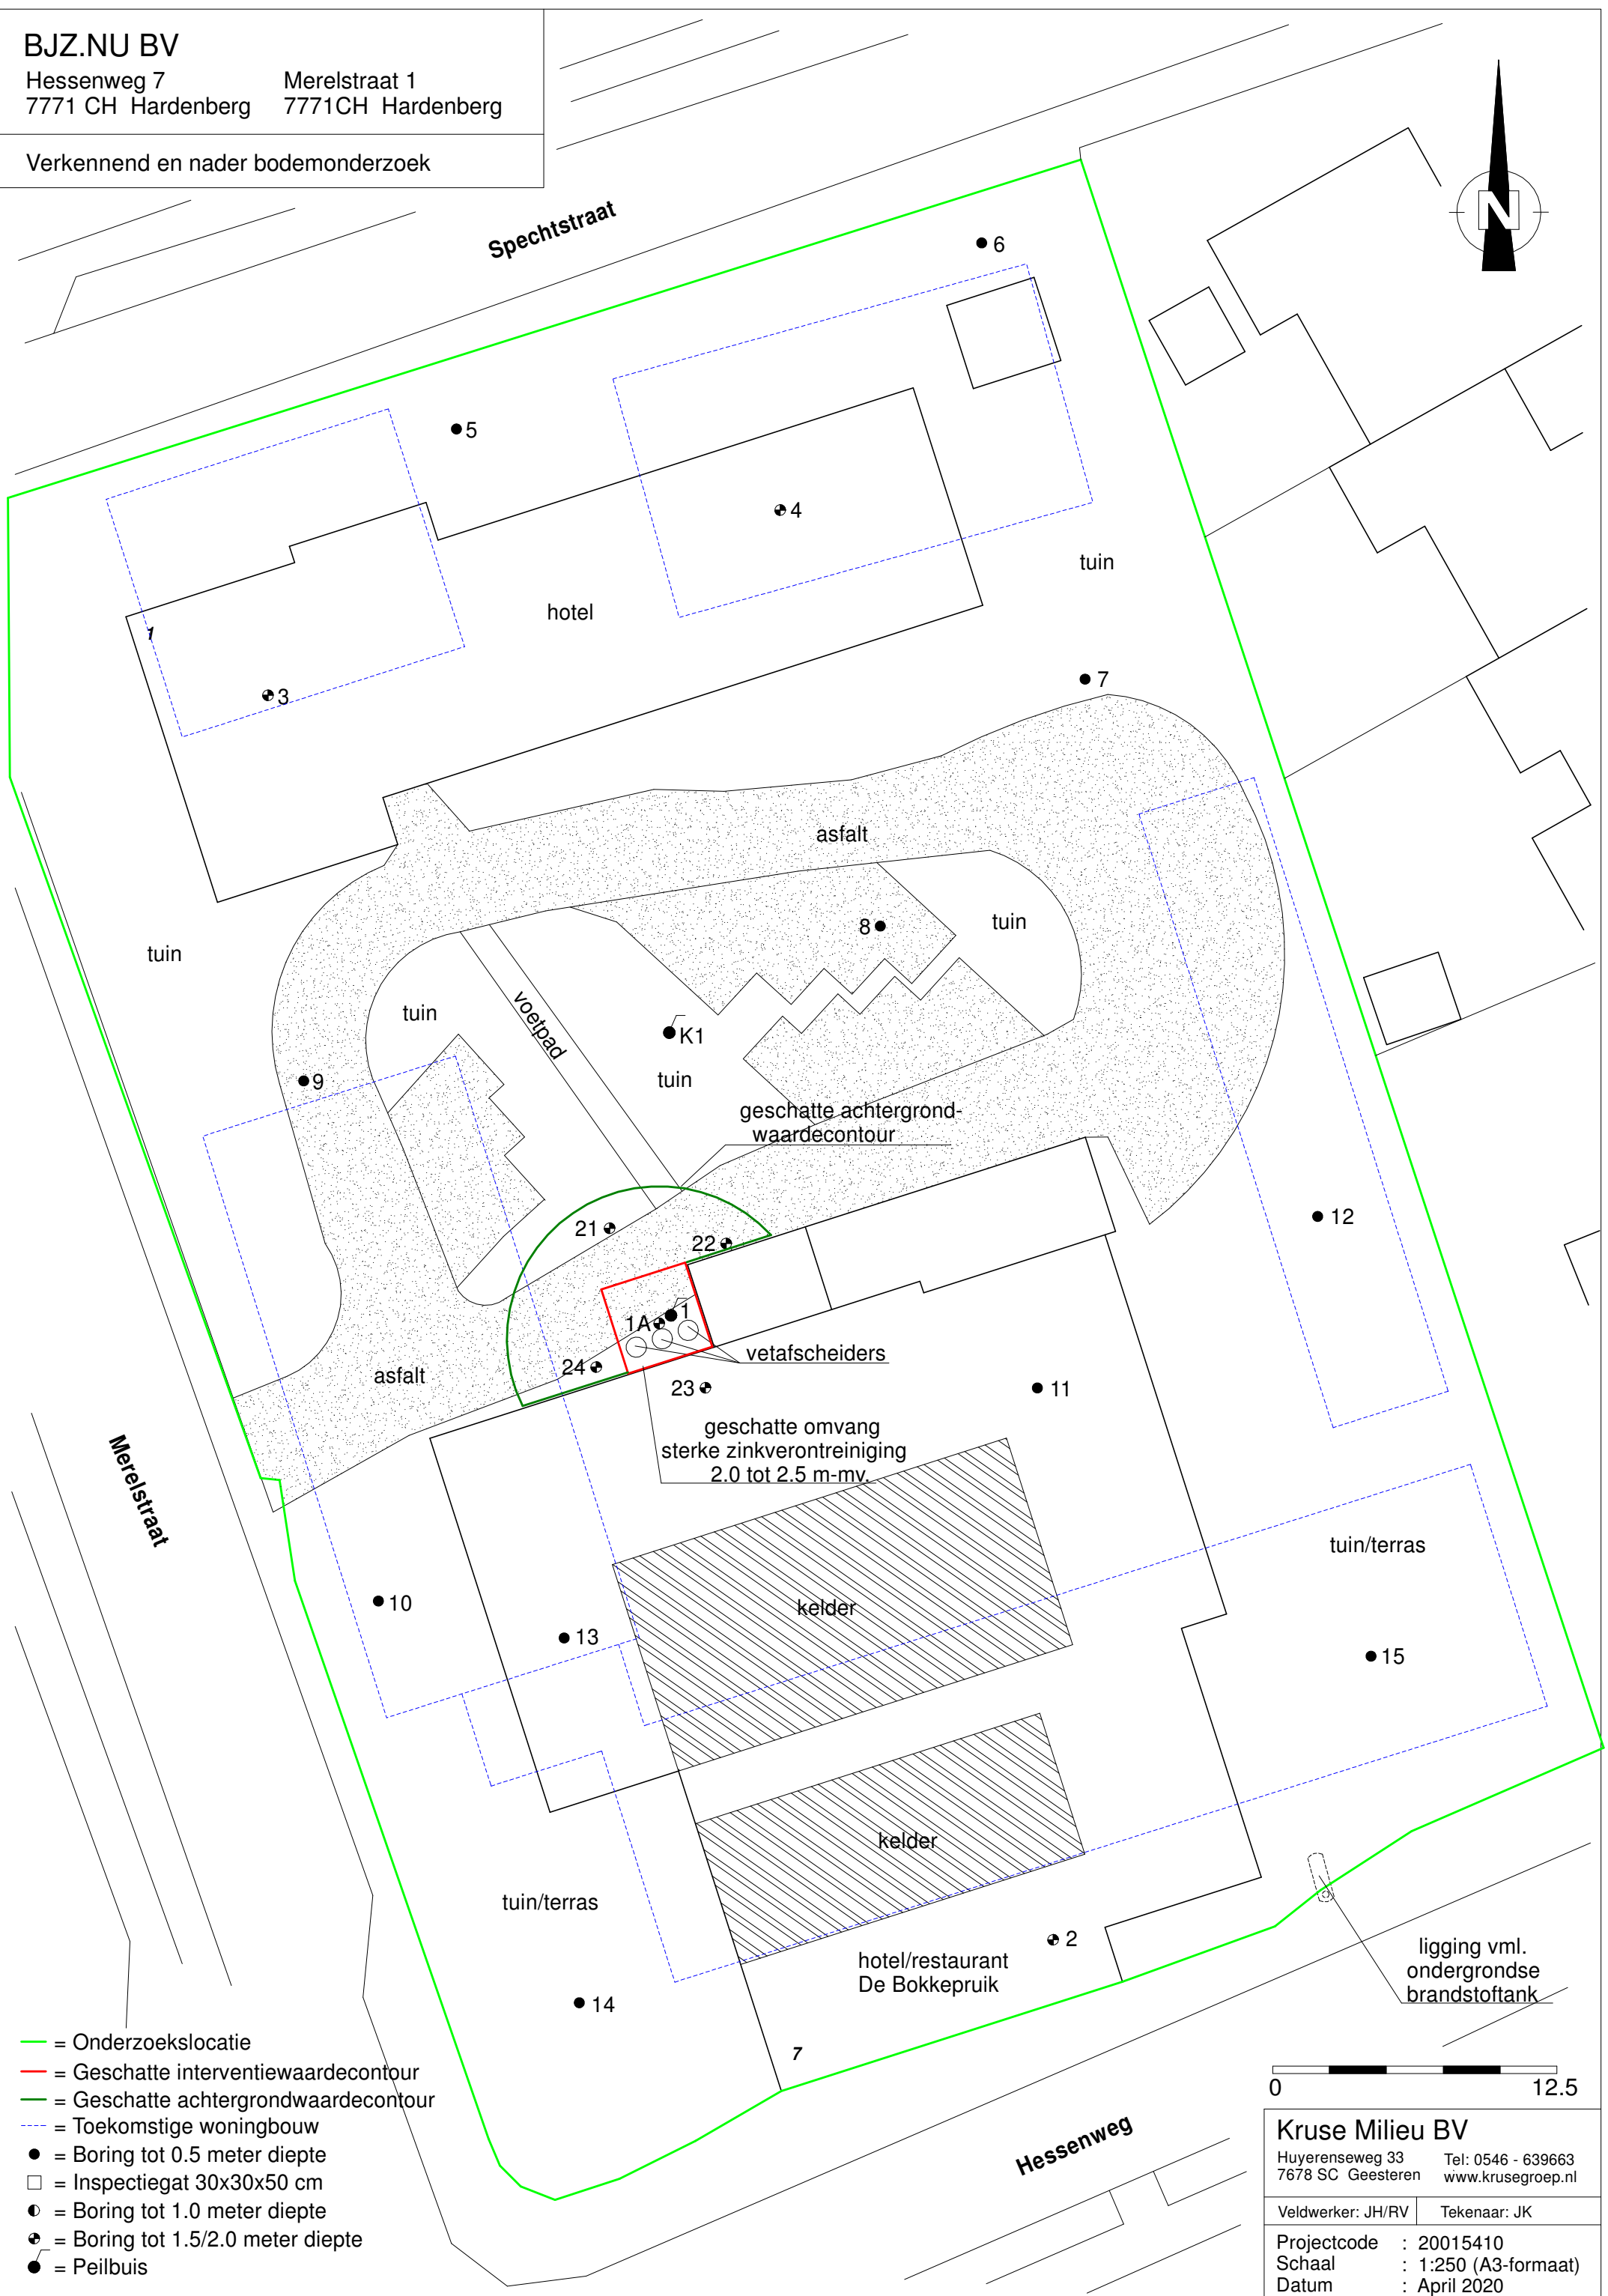 BJZ.NU BV
Hessenweg 7 Merelstraat 1
7771 CH Hardenberg 7771CH Hardenberg
Verkennend en nader bodemonderzoek
Spechtstraat
N
6
5
4
tuin
hotel
1
3
7
asfalt
8
tuin
tuin
tuin
voetpad
K1
tuin
9
geschatte achtergrond-
waardecontour
12
21
22
1
1A
vetafscheiders
24
asfalt
23
11
geschatte omvang
sterke zinkverontreiniging
2.0 tot 2.5 m-mv.
Merelstraat
tuin/terras
10
kelder
13
15
kelder
tuin/terras
2
hotel/restaurant
De Bokkepruik
ligging vml.
ondergrondse
brandstoftank
14
7
Hessenweg
= Onderzoekslocatie
= Geschatte interventiewaardecontour
= Geschatte achtergrondwaardecontour
= Toekomstige woningbouw
= Boring tot 0.5 meter diepte
= Inspectiegat 30x30x50 cm
= Boring tot 1.0 meter diepte
= Boring tot 1.5/2.0 meter diepte
= Peilbuis
0 12.5
Kruse Milieu BV
Huyerenseweg 33 Tel: 0546 - 639663
7678 SC Geesteren www.krusegroep.nl
Veldwerker: JH/RV Tekenaar: JK
Projectcode : 20015410
Schaal : 1:250 (A3-formaat)
Datum : April 2020